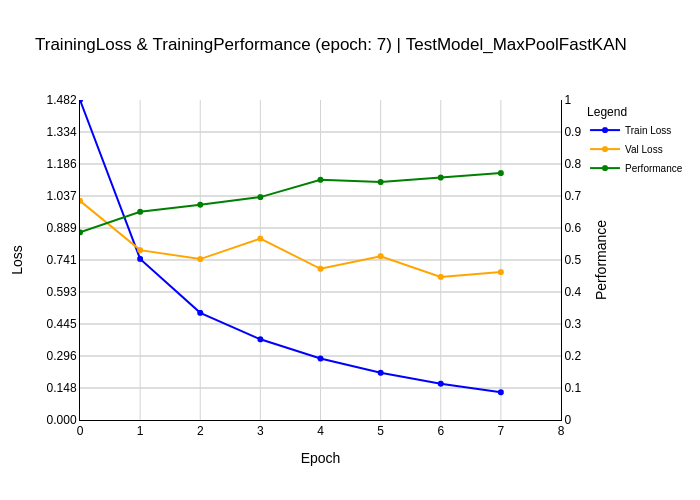 TrainingLoss & TrainingPerformance (epoch: 7) | TestModel_MaxPoolFastKAN
1.482
1.334
1.186
1.037
0.889
0.741
0.593
0.445
0.296
0.148
0.000
Loss
0 1 2 3 4 5 6 7 8
Epoch
1
0.9
0.8
0.7
0.6
0.5
0.4
0.3
0.2
0.1
0
Performance
Legend
Train Loss
Val Loss
Performance